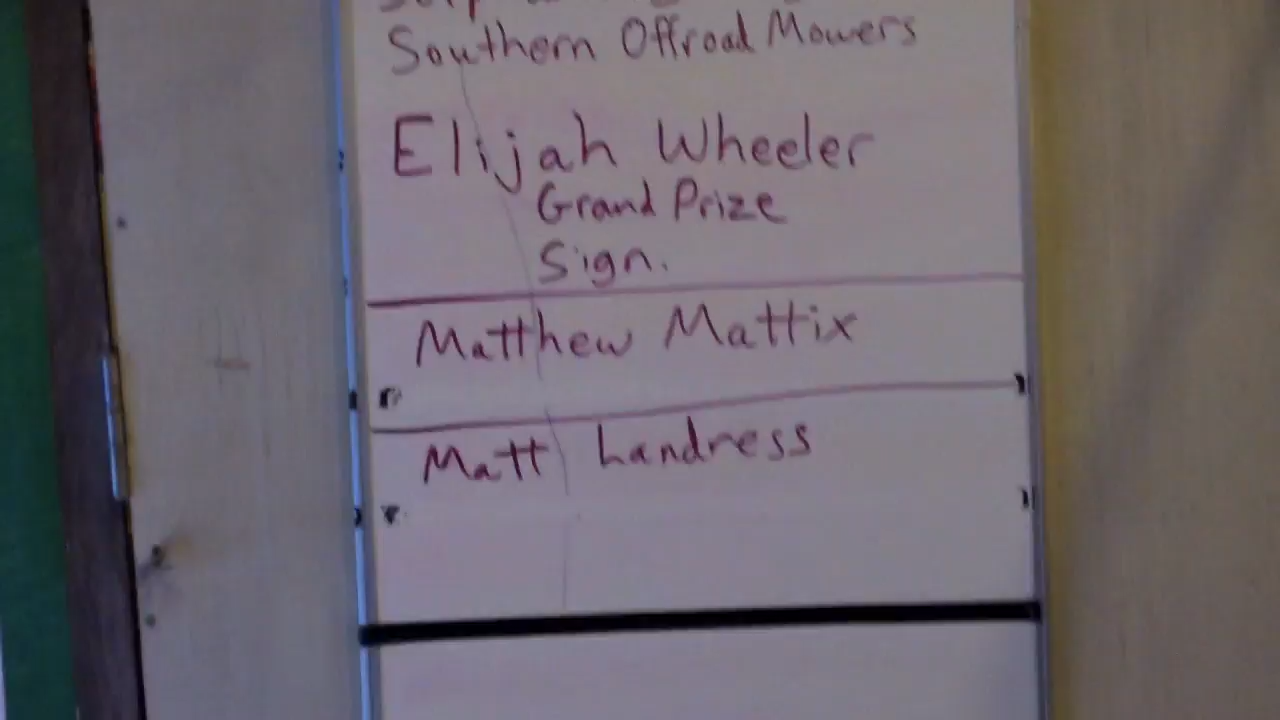 Southern Offroad Mowers
Elijah Wheeler
Grand Prize
Sign.
Matthew Mattix
Matt Landress